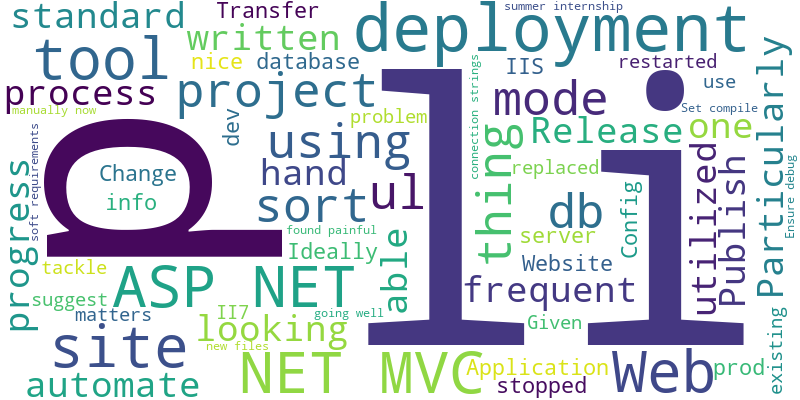 standard
Transfer
written
deployment
summer internship
tool
nice
database
IIS
restarted
process
project
mode
use
manually now
Set compile
dev
problem
connection strings
Particularly
using
Release
one
soft requirements
p
Change
info
hand
ul
thing
replaced
li
utilized
Publish
Ensure debug
progress
sort
db
Config
found painful
Ideally
able
server
tackle
Website
suggest
ASP NET
frequent
matters
II7
going well
Given
looking
existing
site
new files
automate
NET MVC
Application
Web
prod
stopped